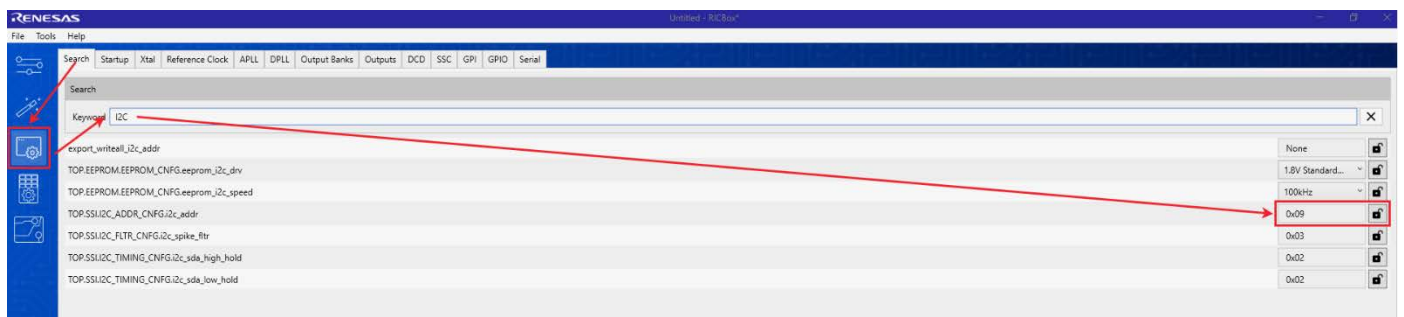 RENESAS
Untitled - RICBox*
File Tools Help
Search Startup Xtal Reference Clock APLL DPLL Output Banks Outputs DCD SSC GPI GPIO Serial
Search
Keyword I2C
export_writeall_i2c_addr None
TOP.EEPROM.EEPROM_CNFG.eeprom_i2c_drv 1.8V Standard...
TOP.EEPROM.EEPROM_CNFG.eeprom_i2c_speed 100kHz
TOP.SSI.I2C_ADDR_CNFG.i2c_addr 0x09
TOP.SSI.I2C_FLTR_CNFG.i2c_spike_fltr 0x03
TOP.SSI.I2C_TIMING_CNFG.i2c_sda_high_hold 0x02
TOP.SSI.I2C_TIMING_CNFG.i2c_sda_low_hold 0x02